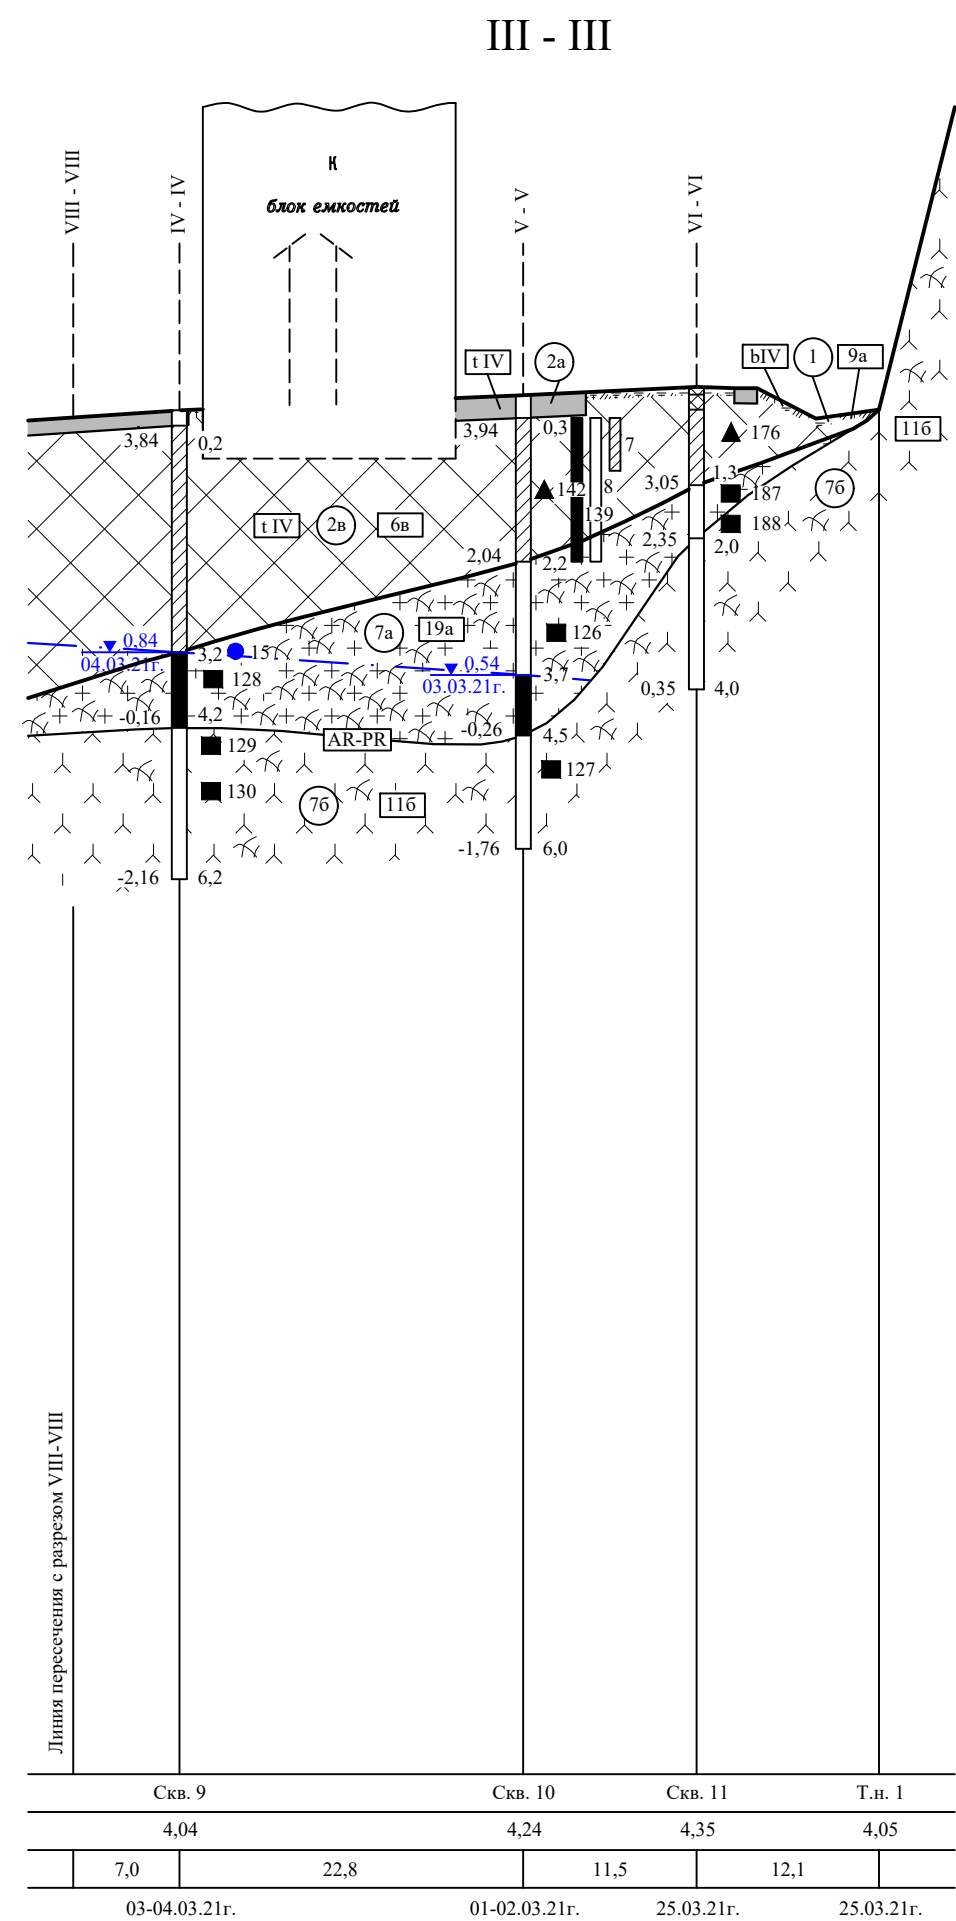 III - III
VIII - VIII
IV - IV
V - V
VI - VI
К
блок емкостей
t IV
2а
bIV
1
9а
11б
3,84
0,2
3,94
0,3
7
176
142
8
3,05
1,3
187
7б
139
188
t IV
2в
6в
2,35
2,0
2,04
2,2
7а
19а
126
0,84
04.03.21г.
3,2
15
128
0,54
03.03.21г.
3,7
0,35
4,0
-0,16
4,2
-0,26
4,5
AR-PR
129
127
130
7б
11б
-1,76
6,0
-2,16
6,2
Линия пересечения с разрезом VIII-VIII
Скв. 9
Скв. 10
Скв. 11
Т.н. 1
4,04
4,24
4,35
4,05
7,0
22,8
11,5
12,1
03-04.03.21г.
01-02.03.21г.
25.03.21г.
25.03.21г.